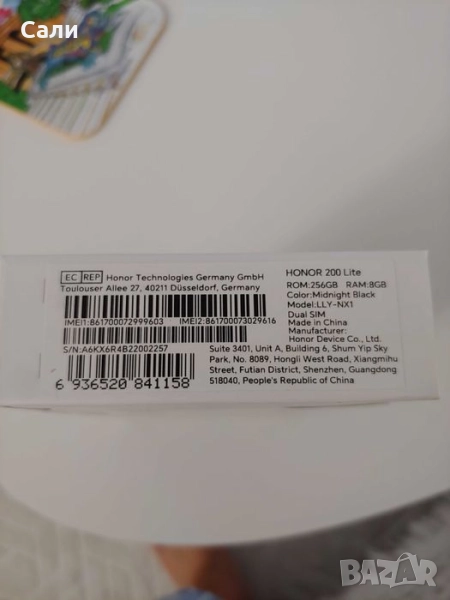 Сали
EC REP Honor Technologies Germany GmbH
Toulouser Allee 27, 40211 Düsseldorf, Germany
IMEI1:861700072999603 IMEI2:861700073029616
S/N:A6KX6R4B22002257
6 936520 841158
HONOR 200 Lite
ROM:256GB RAM:8GB
Color:Midnight Black
Model:LLY-NX1
Dual SIM
Made in China
Manufacturer:
Honor Device Co., Ltd.
Suite 3401, Unit A, Building 6, Shum Yip Sky
Park, No. 8089, Hongli West Road, Xiangmihu
Street, Futian District, Shenzhen, Guangdong
518040, People's Republic of China
BAZAR